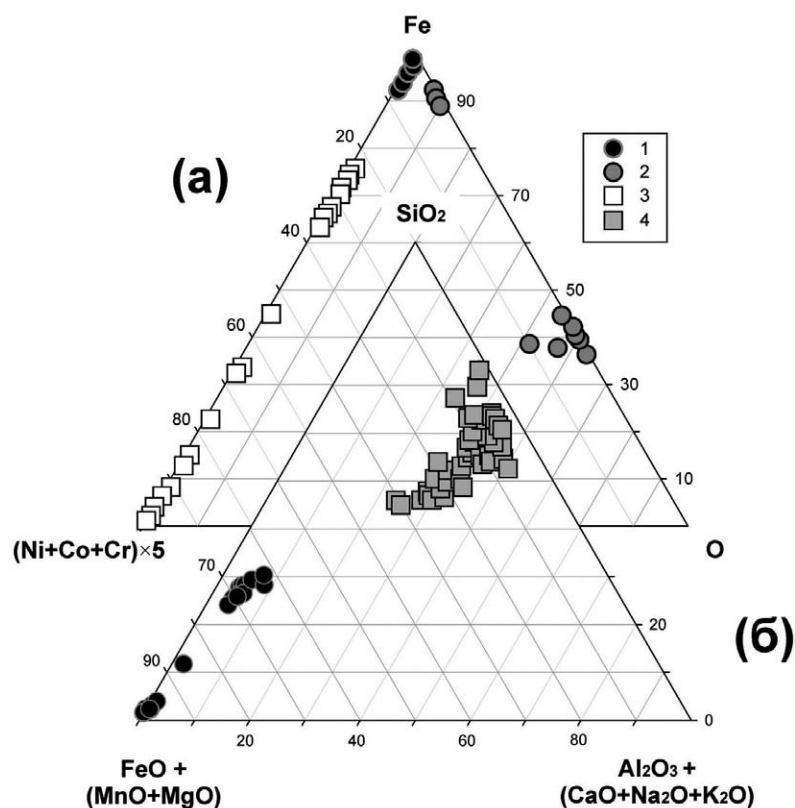 Fe
90
20
(а)
1
2
3
4
70
SiO₂
40
50
60
30
80
10
(Ni+Co+Cr)×5
O
70
20
(б)
90
0
20
40
60
80
FeO +
(MnO+MgO)
Al₂O₃ +
(CaO+Na₂O+K₂O)